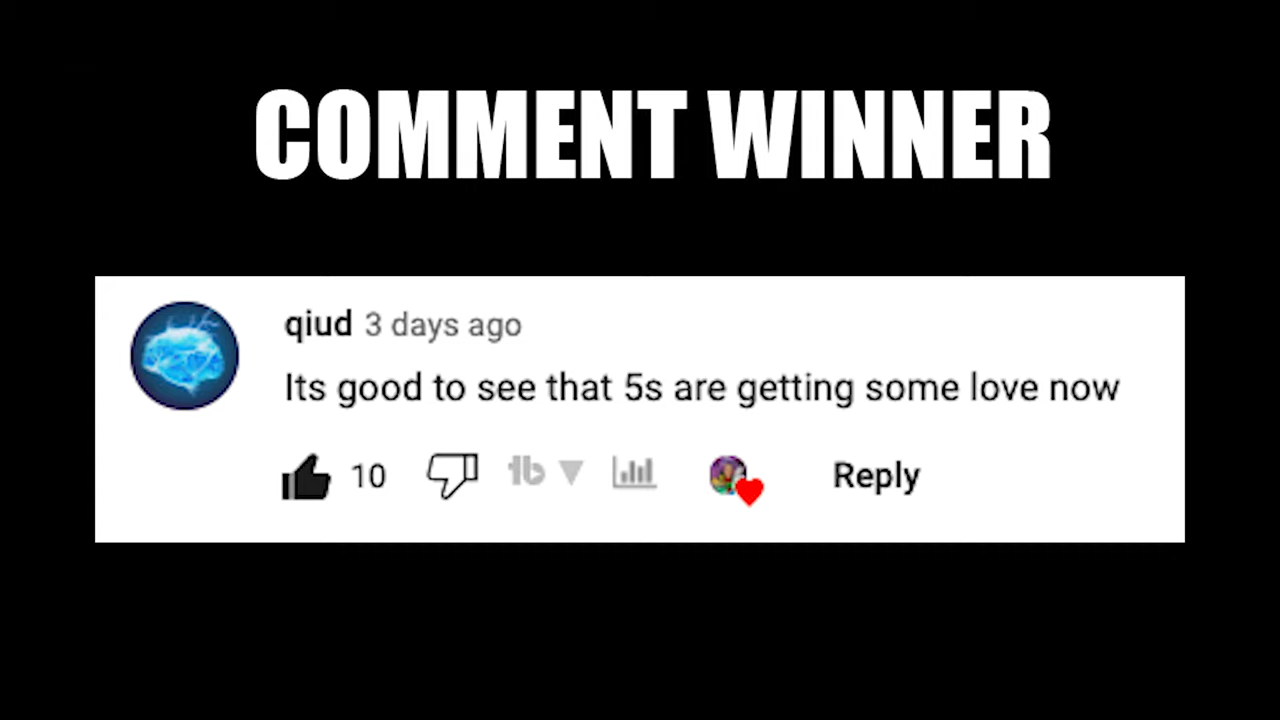 COMMENT WINNER
qiud 3 days ago
Its good to see that 5s are getting some love now
10 tb Reply